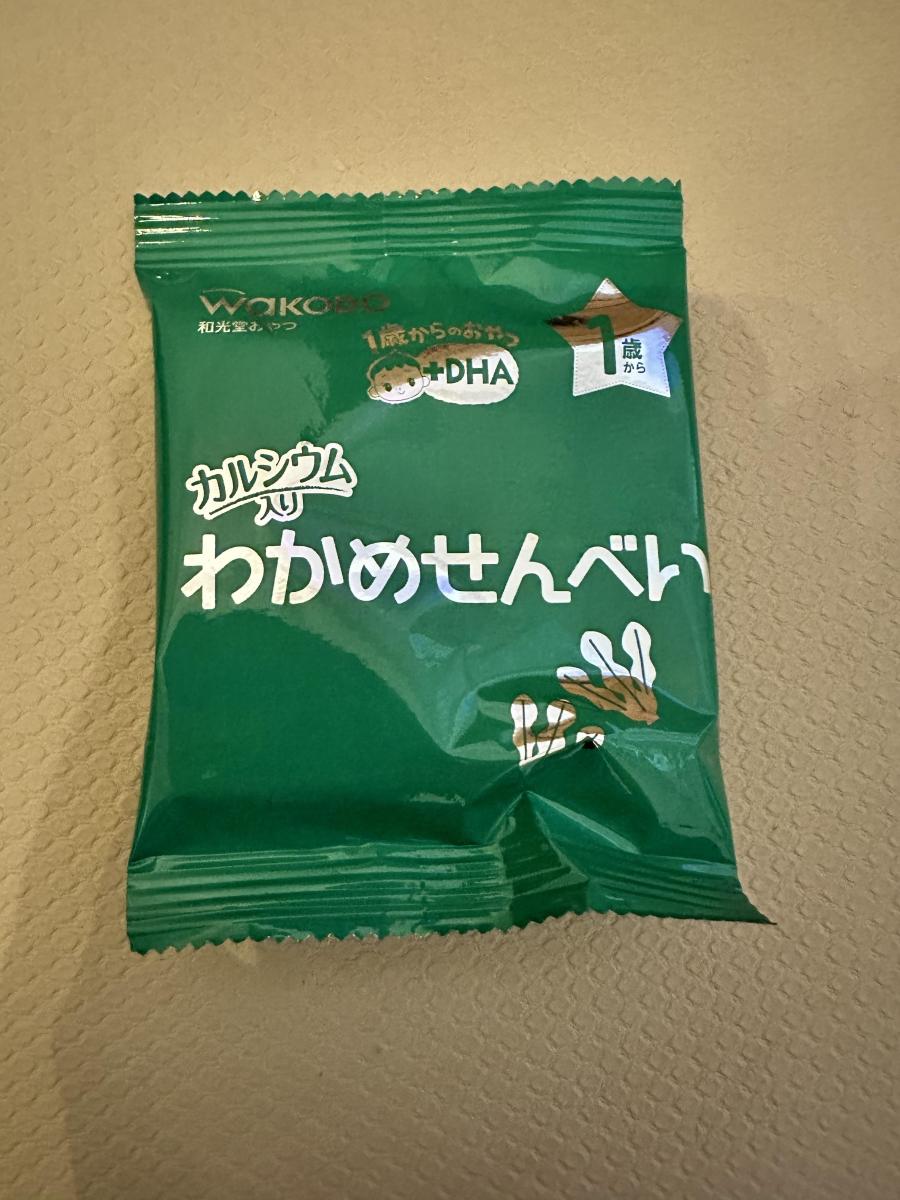 wakodo
和光堂おやつ
1歳からのおやつ
+DHA
1歳
から
カルシウム
入り
わかめせんべい